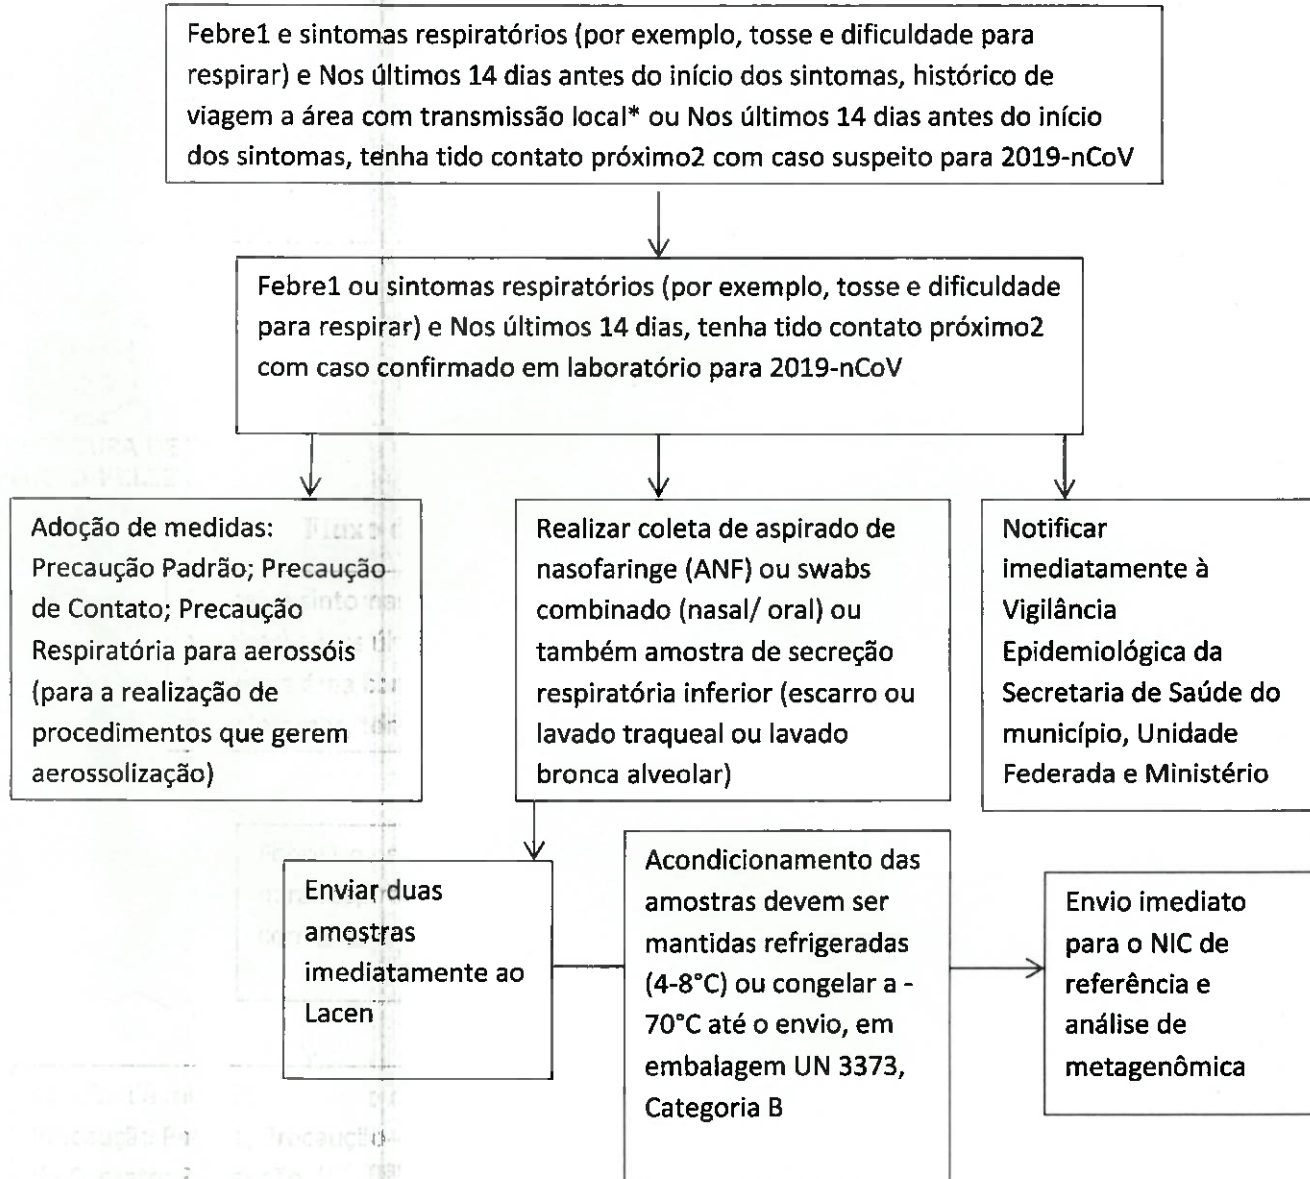 Febre1 e sintomas respiratórios (por exemplo, tosse e dificuldade para
respirar) e Nos últimos 14 dias antes do início dos sintomas, histórico de
viagem a área com transmissão local* ou Nos últimos 14 dias antes do início
dos sintomas, tenha tido contato próximo2 com caso suspeito para 2019-nCoV
Febre1 ou sintomas respiratórios (por exemplo, tosse e dificuldade
para respirar) e Nos últimos 14 dias, tenha tido contato próximo2
com caso confirmado em laboratório para 2019-nCoV
Adoção de medidas:
Precaução Padrão; Precaução
de Contato; Precaução
Respiratória para aerossóis
(para a realização de
procedimentos que gerem
aerossolização)
Realizar coleta de aspirado de
nasofaringe (ANF) ou swabs
combinado (nasal/ oral) ou
também amostra de secreção
respiratória inferior (escarro ou
lavado traqueal ou lavado
bronca alveolar)
Notificar
imediatamente à
Vigilância
Epidemiológica da
Secretaria de Saúde do
município, Unidade
Federada e Ministério
Enviar duas
amostras
imediatamente ao
Lacen
Acondicionamento das
amostras devem ser
mantidas refrigeradas
(4-8°C) ou congelar a -
70°C até o envio, em
embalagem UN 3373,
Categoria B
Envio imediato
para o NIC de
referência e
análise de
metagenômica